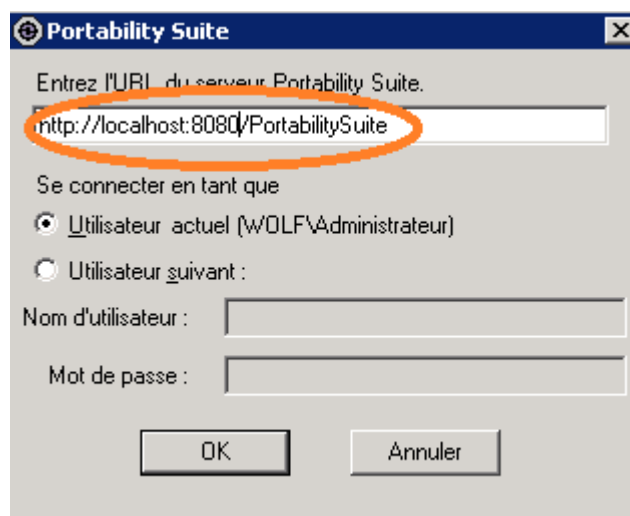 Portability Suite
Entrez l'URL du serveur Portability Suite.
http://localhost:8080/PortabilitySuite
Se connecter en tant que
Utilisateur actuel (WOLF\Administrateur)
Utilisateur suivant :
Nom d'utilisateur :
Mot de passe :
OK Annuler